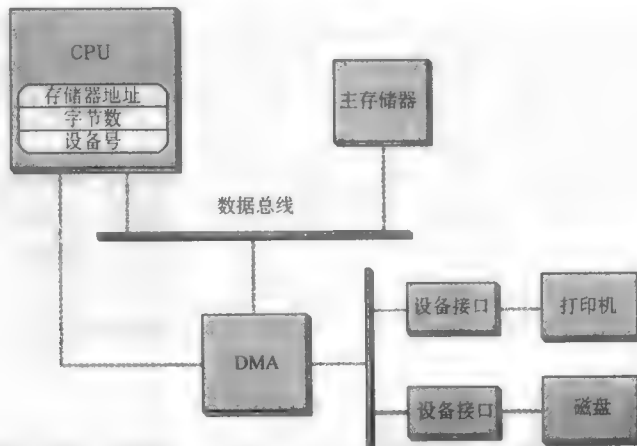 CPU
存储器地址
字节数
设备号
主存储器
数据总线
设备接口
打印机
DMA
设备接口
磁盘